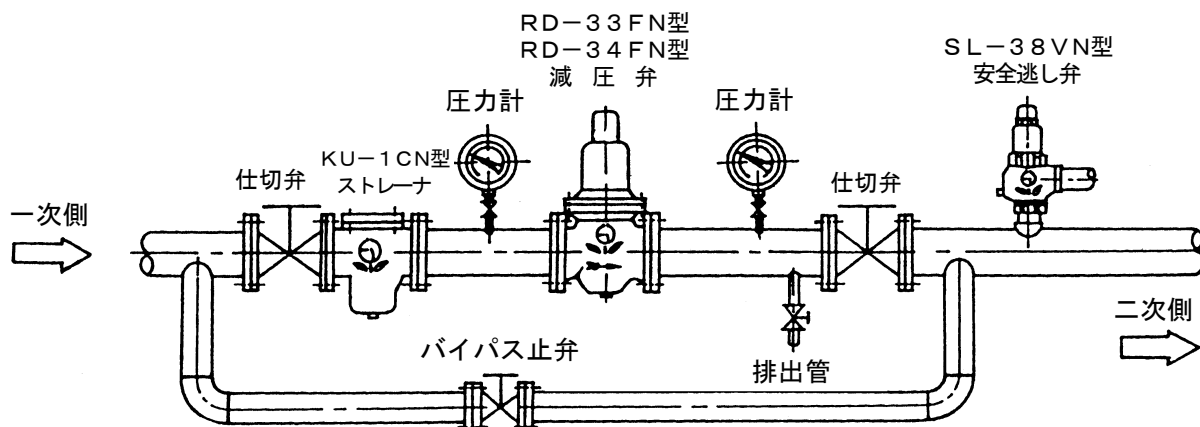 RD-33FN型
RD-34FN型
減圧弁
SL-38VN型
安全逃し弁
圧力計
圧力計
KU-1CN型
ストレーナ
仕切弁
仕切弁
一次側
二次側
バイパス止弁
排出管